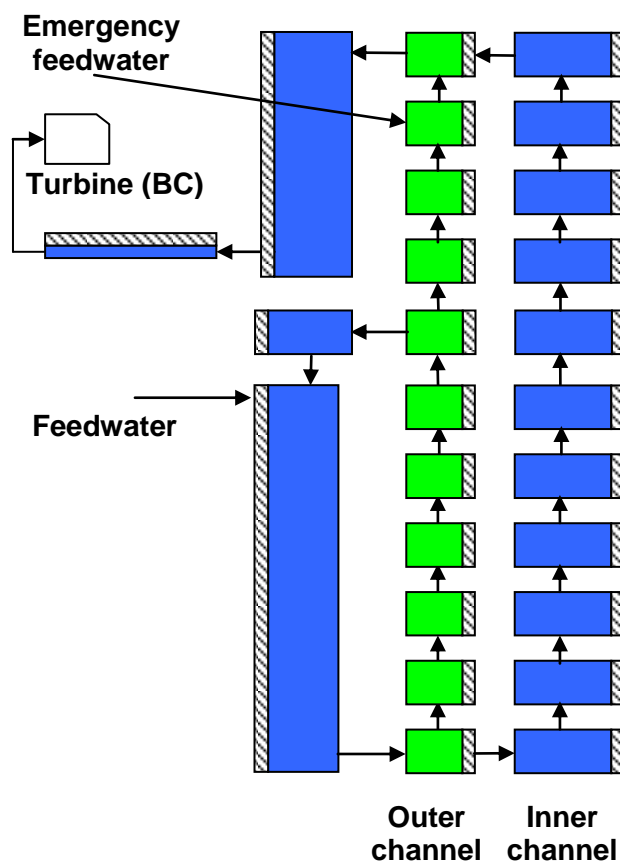 Emergency
feedwater
Turbine (BC)
Feedwater
Outer
channel
Inner
channel